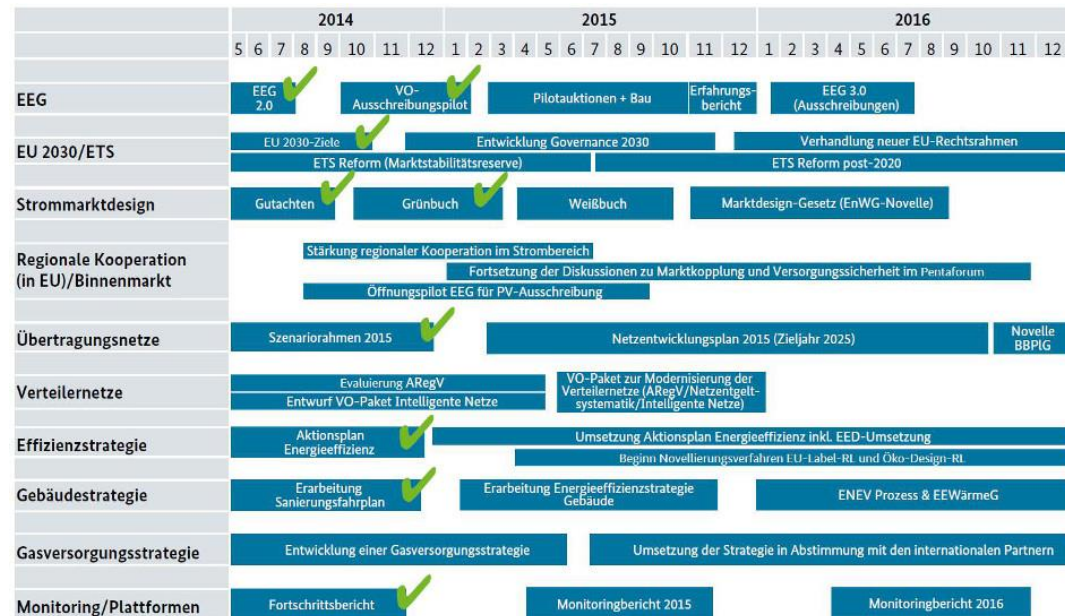 2014 2015 2016
5 6 7 8 9 10 11 12 1 2 3 4 5 6 7 8 9 10 11 12 1 2 3 4 5 6 7 8 9 10 11 12
EEG
EEG
2.0
VO-
Ausschreibungspilot
Pilotauktionen + Bau
Erfahrungs-
bericht
EEG 3.0
(Ausschreibungen)
EU 2030/ETS
EU 2030-Ziele
Entwicklung Governance 2030
Verhandlung neuer EU-Rechtsrahmen
ETS Reform (Marktstabilitätsreserve)
ETS Reform post-2020
Strommarktdesign
Gutachten
Grünbuch
Weißbuch
Marktdesign-Gesetz (EnWG-Novelle)
Regionale Kooperation
(in EU)/Binnenmarkt
Stärkung regionaler Kooperation im Strombereich
Fortsetzung der Diskussionen zu Marktkopplung und Versorgungssicherheit im Pentaforum
Öffnungspilot EEG für PV-Ausschreibung
Übertragungsnetze
Szenariorahmen 2015
Netzentwicklungsplan 2015 (Zieljahr 2025)
Novelle
BBPlG
Verteilernetze
Evaluierung ARegV
Entwurf VO-Paket Intelligente Netze
VO-Paket zur Modernisierung der
Verteilernetze (ARegV/Netzentgelt-
systematik/Intelligente Netze)
Effizienzstrategie
Aktionsplan
Energieeffizienz
Umsetzung Aktionsplan Energieeffizienz inkl. EED-Umsetzung
Beginn Novellierungsverfahren EU-Label-RL und Öko-Design-RL
Gebäudestrategie
Erarbeitung
Sanierungsfahrplan
Erarbeitung Energieeffizienzstrategie
Gebäude
ENEV Prozess & EEWärmeG
Gasversorgungsstrategie
Entwicklung einer Gasversorgungsstrategie
Umsetzung der Strategie in Abstimmung mit den internationalen Partnern
Monitoring/Plattformen
Fortschrittsbericht
Monitoringbericht 2015
Monitoringbericht 2016